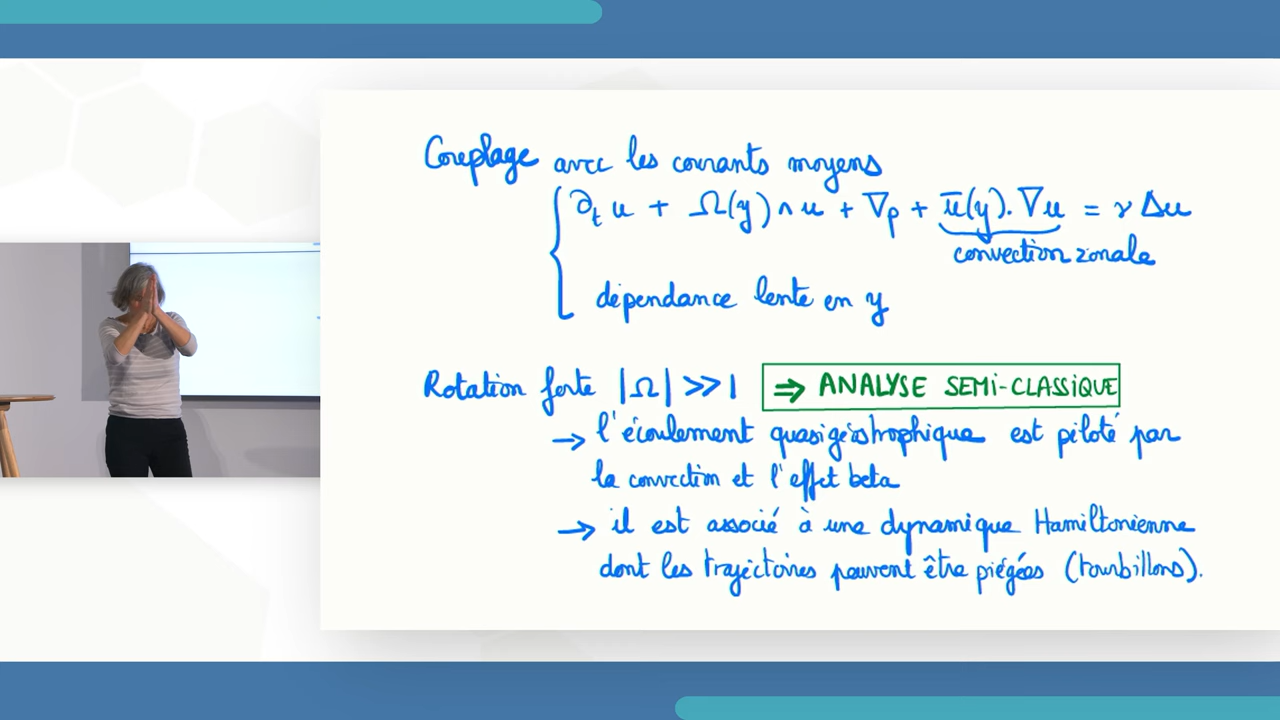 Couplage avec les courants moyens
∂ₜu + Ω(y)∧u + ∇p + ū(y).∇u = ν Δu
convection zonale
dépendance lente en y
Rotation forte |Ω| >> 1 ⇒ ANALYSE SEMI-CLASSIQUE
→ l'écoulement quasigéostrophique est piloté par
la convection et l'effet beta
→ il est associé à une dynamique Hamiltonienne
dont les trajectoires peuvent être piégées (tourbillons).